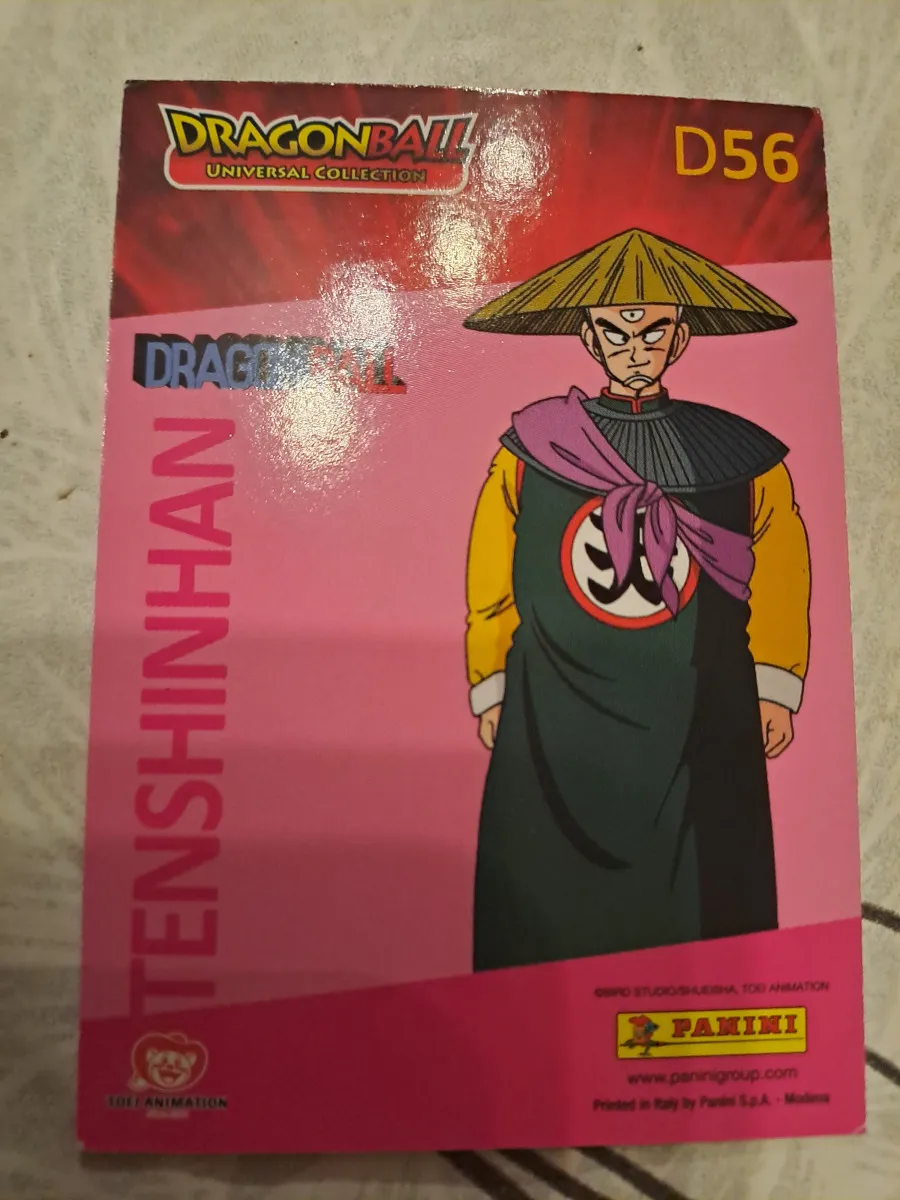 DRAGONBALL
UNIVERSAL COLLECTION
D56
DRAGONBALL
TENSHINHAN
©BIRD STUDIO/SHUEISHA, TOEI ANIMATION
PANINI
www.paninigroup.com
Printed in Italy by Panini S.p.A. - Modena
TOEI ANIMATION